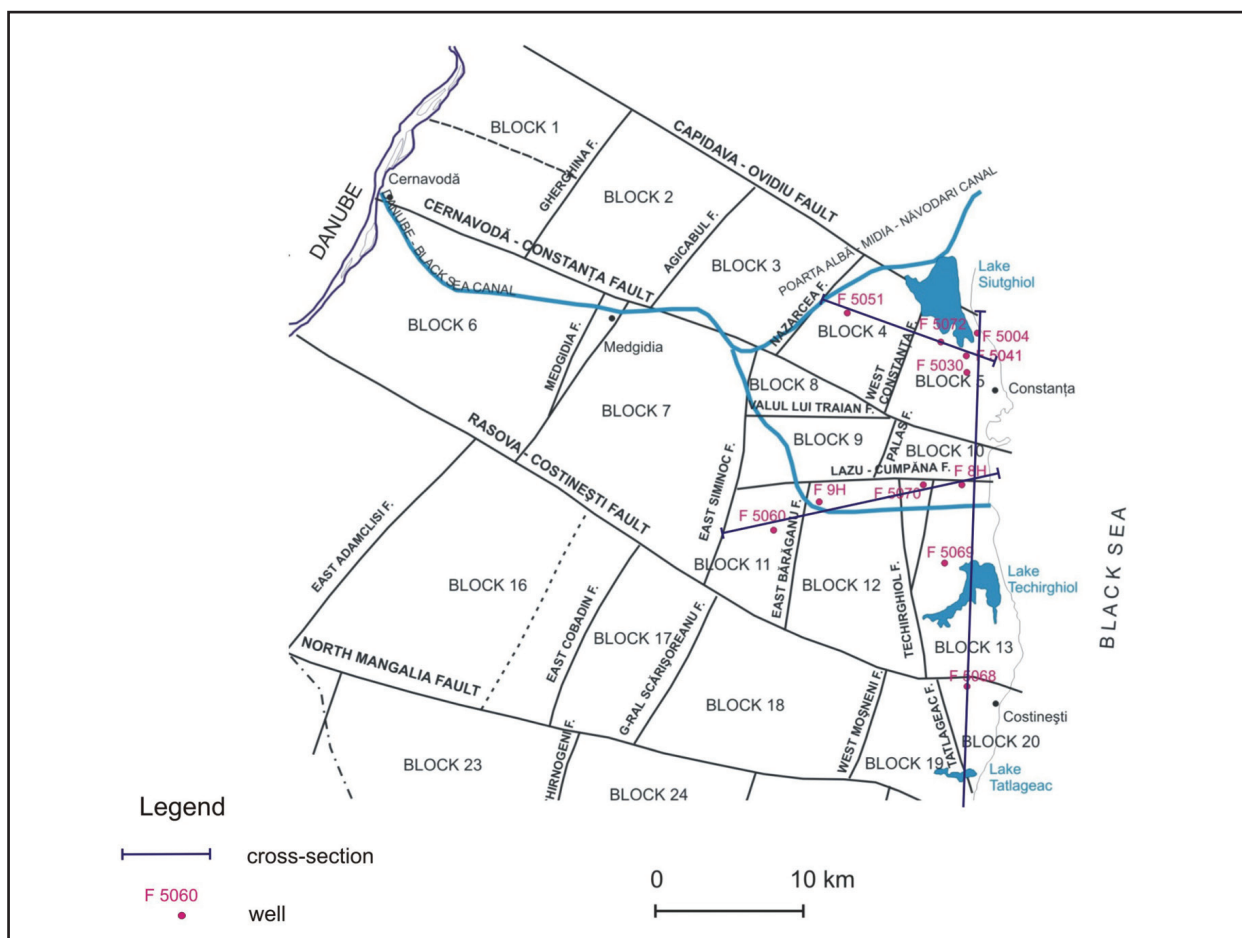 BLOCK 1
CAPIDAVA - OVIDIU FAULT
GHERGHINA F.
Cernavodă
DANUBE
BLOCK 2
CERNAVODĂ - CONSTANȚA FAULT
DANUBE - BLACK SEA CANAL
AGICABUL F.
BLOCK 3
POARTA ALBĂ - MIDIA - NĂVODARI CANAL
Lake
Siutghiol
NAZARCEA F.
F 5051
BLOCK 4
F 5072
F 5004
F 5041
F 5030
WEST
CONSTANȚA F.
BLOCK 5
Constanța
BLOCK 6
MEDGIDIA F.
Medgidia
BLOCK 7
BLOCK 8
VALUL LUI TRAIAN F.
BLOCK 9
PALAS F.
BLOCK 10
LAZU - CUMPĂNA F.
RASOVA - COSTINEȘTI FAULT
EAST SIMINOC F.
F 9H
F 5070
F 8H
F 5060
BLOCK 11
EAST BĂRĂGANU F.
BLOCK 12
TECHIRGHIOL F.
F 5069
Lake
Techirghiol
BLOCK 13
BLACK SEA
EAST ADAMCLISI F.
BLOCK 16
EAST COBADIN F.
BLOCK 17
G-RAL SCĂRIȘOREANU F.
NORTH MANGALIA FAULT
BLOCK 18
WEST MOȘNENI F.
F 5068
Costinești
TATLAGEAC F.
BLOCK 20
BLOCK 19
Lake
Tatlageac
BLOCK 23
HIRNOGENI F.
BLOCK 24
Legend
cross-section
F 5060
well
0 10 km